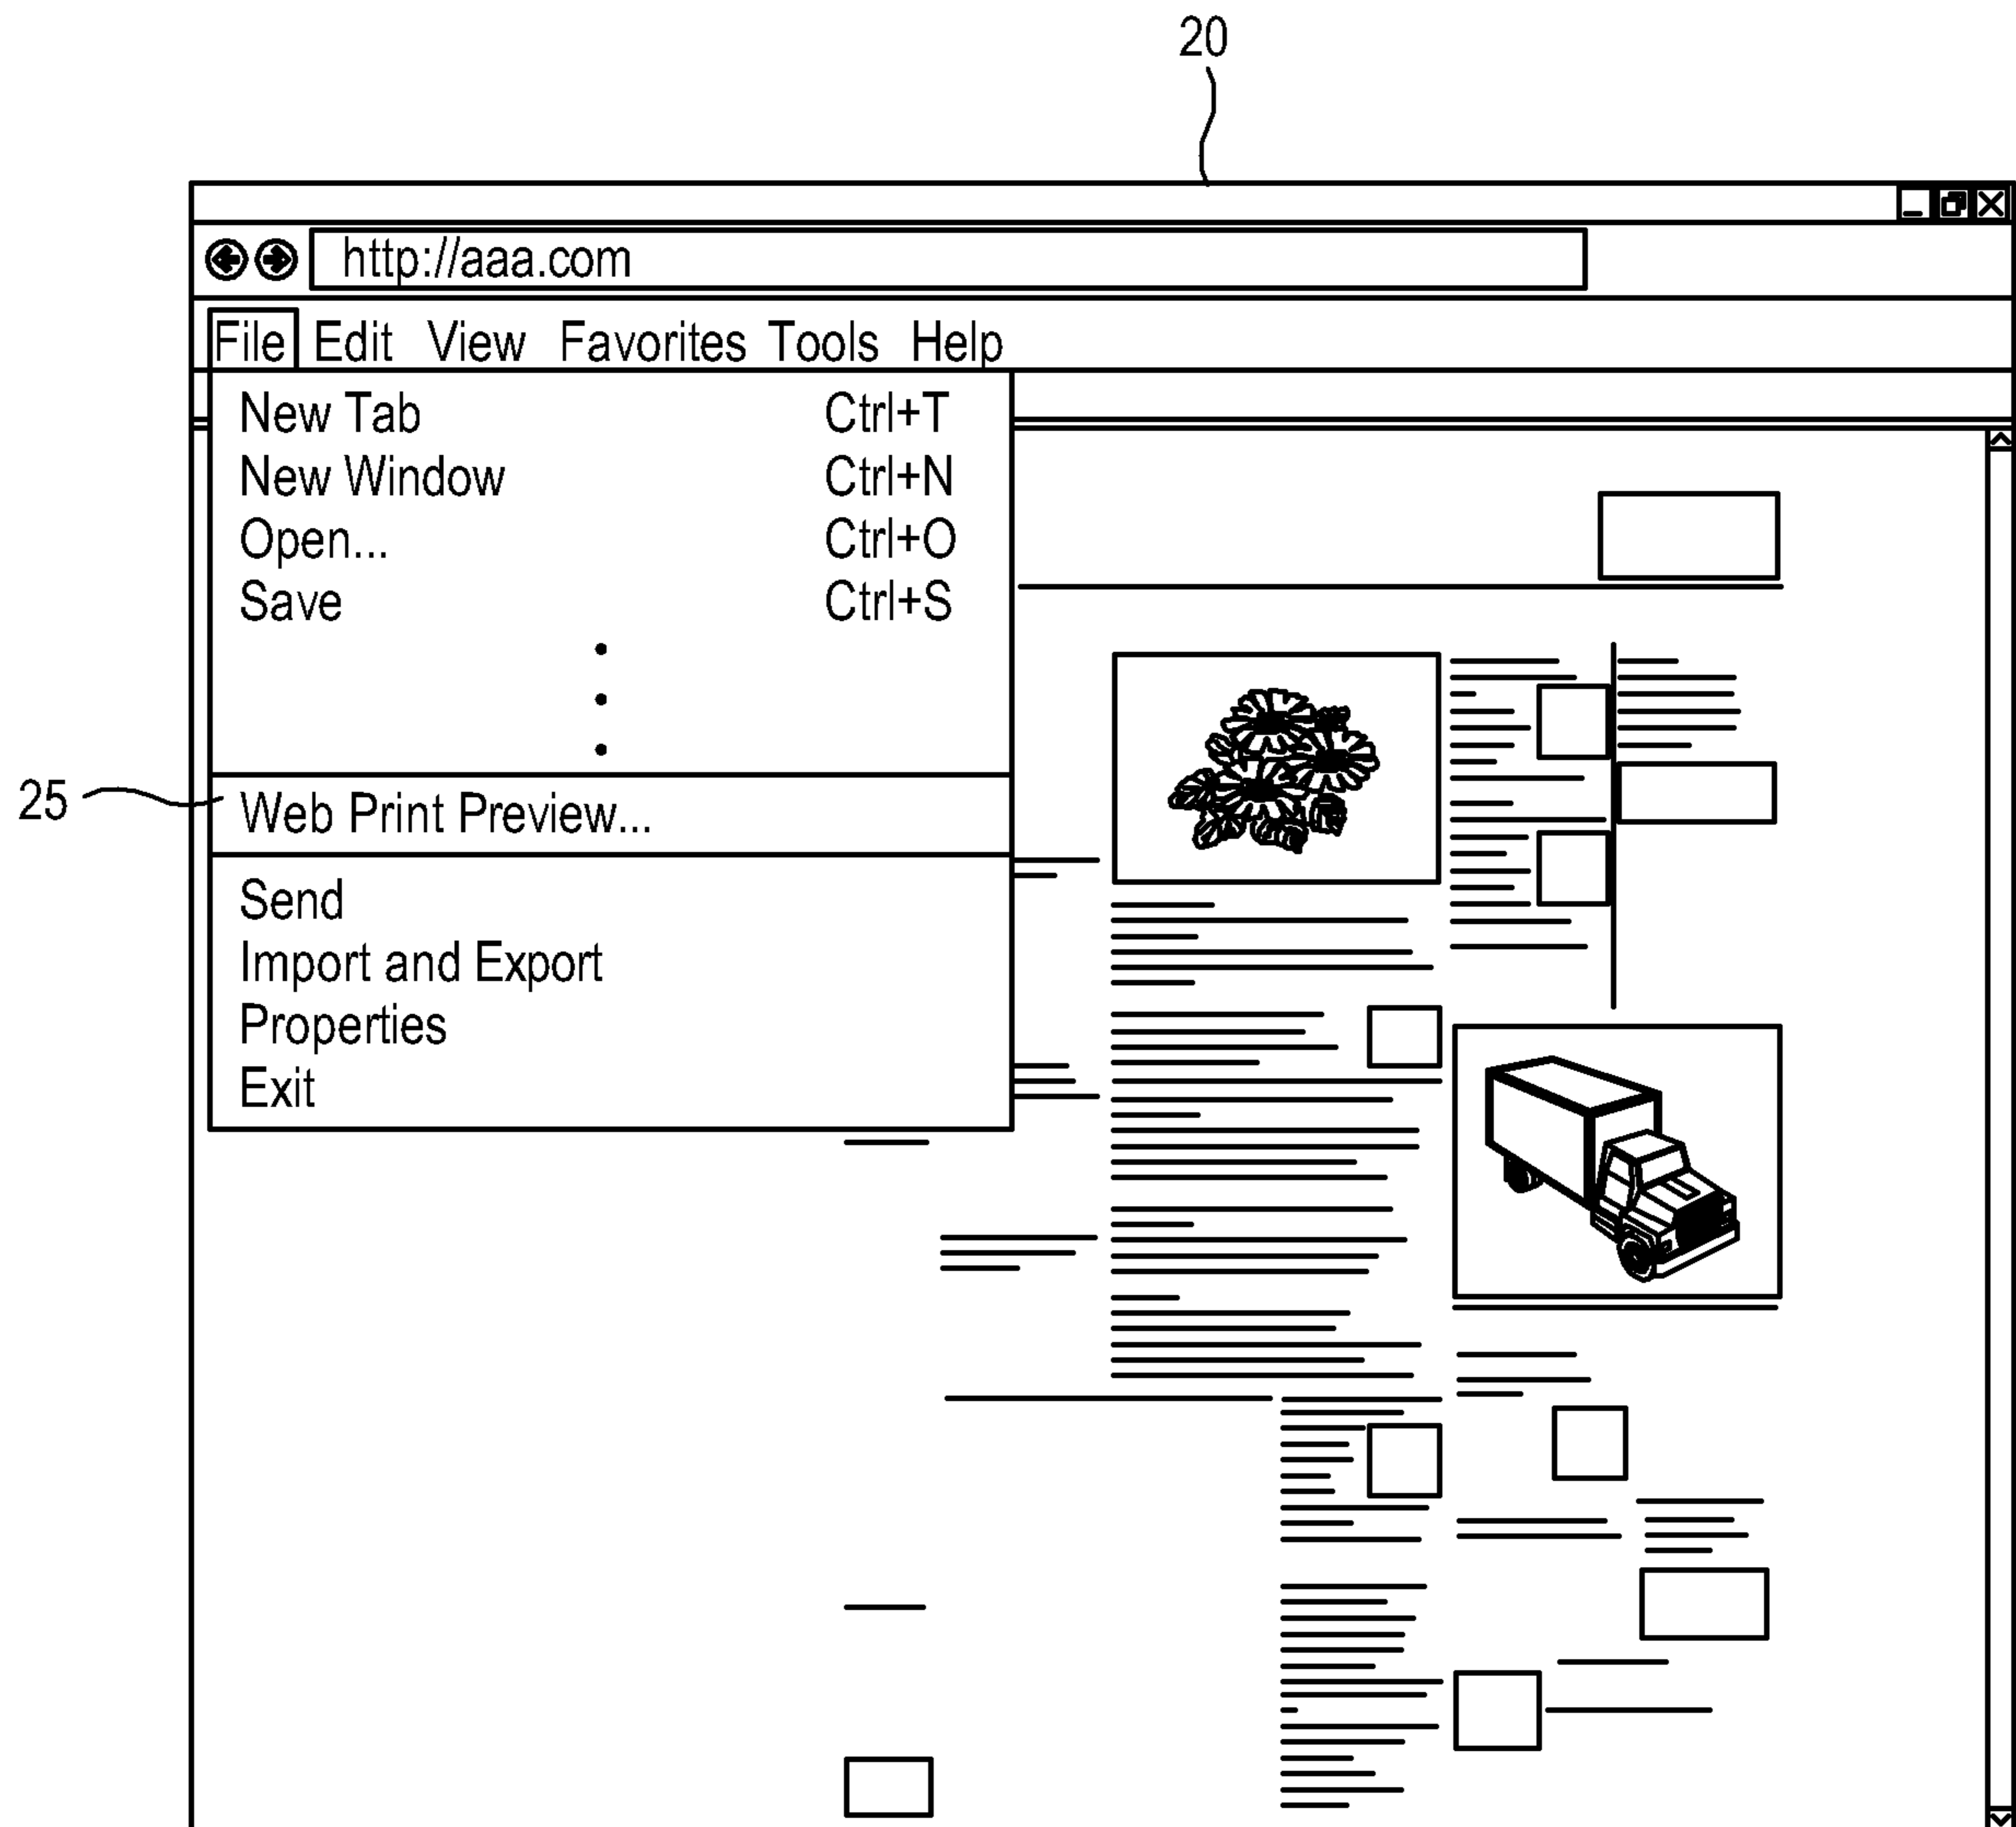 20
http://aaa.com
File Edit View Favorites Tools Help
New Tab Ctrl+T
New Window Ctrl+N
Open... Ctrl+O
Save Ctrl+S
25
Web Print Preview...
Send
Import and Export
Properties
Exit